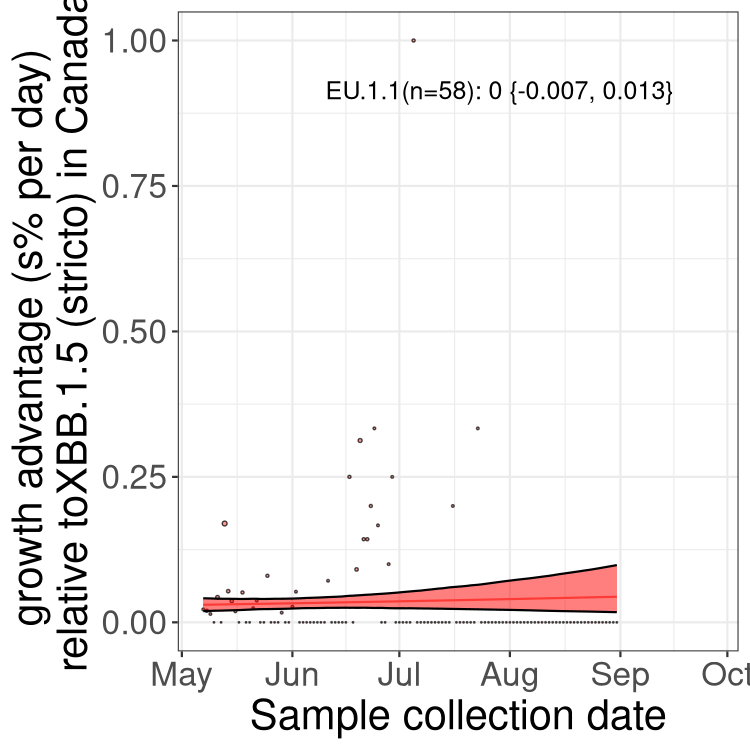 growth advantage (s% per day)
relative toXBB.1.5 (stricto) in Canada
1.00
0.75
0.50
0.25
0.00
EU.1.1(n=58): 0 {-0.007, 0.013}
May Jun Jul Aug Sep Oct
Sample collection date